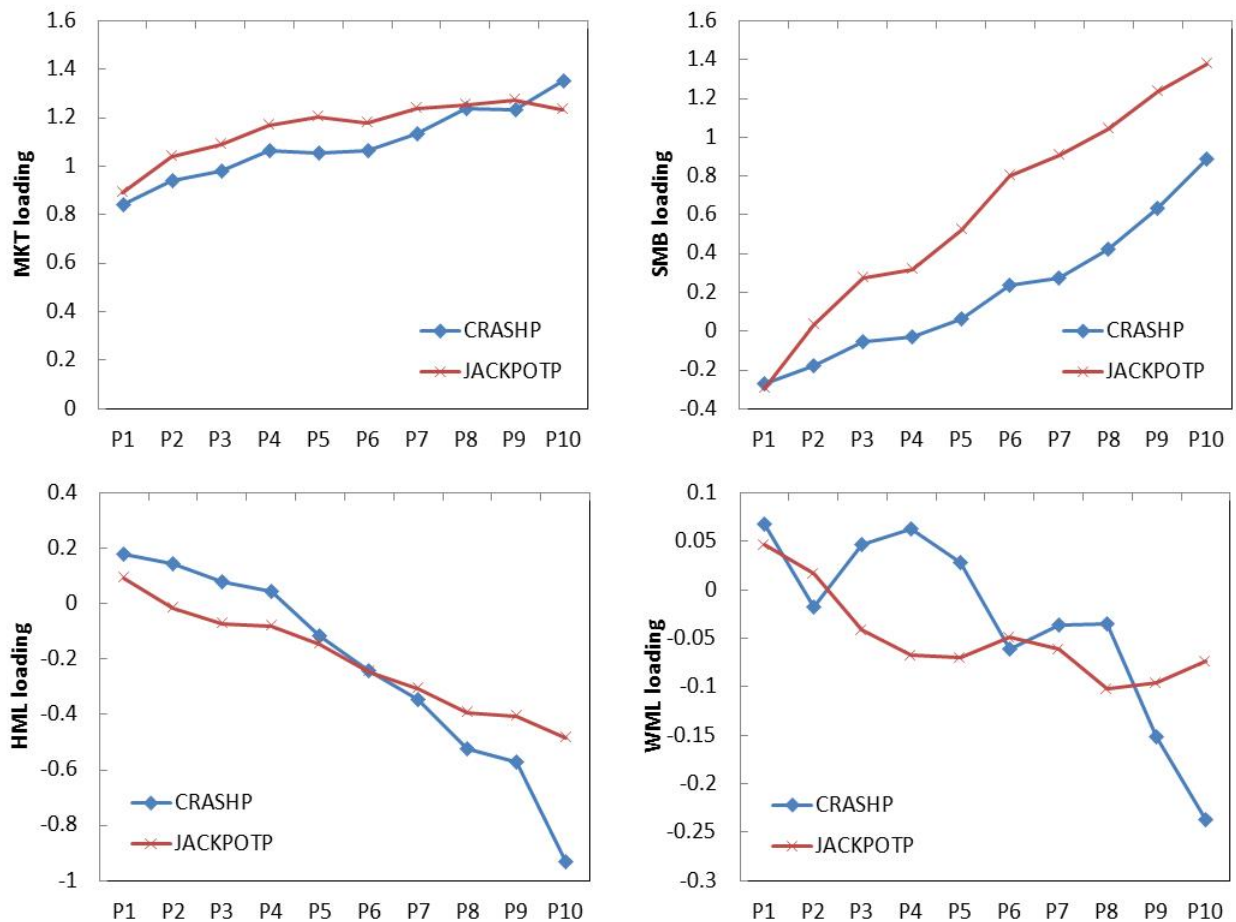 1.6
1.4
1.2
1
0.8
0.6
0.4
0.2
0
MKT loading
CRASHP
JACKPOTP
P1 P2 P3 P4 P5 P6 P7 P8 P9 P10
1.6
1.4
1.2
1
0.8
0.6
0.4
0.2
0
-0.2
-0.4
SMB loading
CRASHP
JACKPOTP
P1 P2 P3 P4 P5 P6 P7 P8 P9 P10
0.4
0.2
0
-0.2
-0.4
-0.6
-0.8
-1
HML loading
CRASHP
JACKPOTP
P1 P2 P3 P4 P5 P6 P7 P8 P9 P10
0.1
0.05
0
-0.05
-0.1
-0.15
-0.2
-0.25
-0.3
WML loading
CRASHP
JACKPOTP
P1 P2 P3 P4 P5 P6 P7 P8 P9 P10